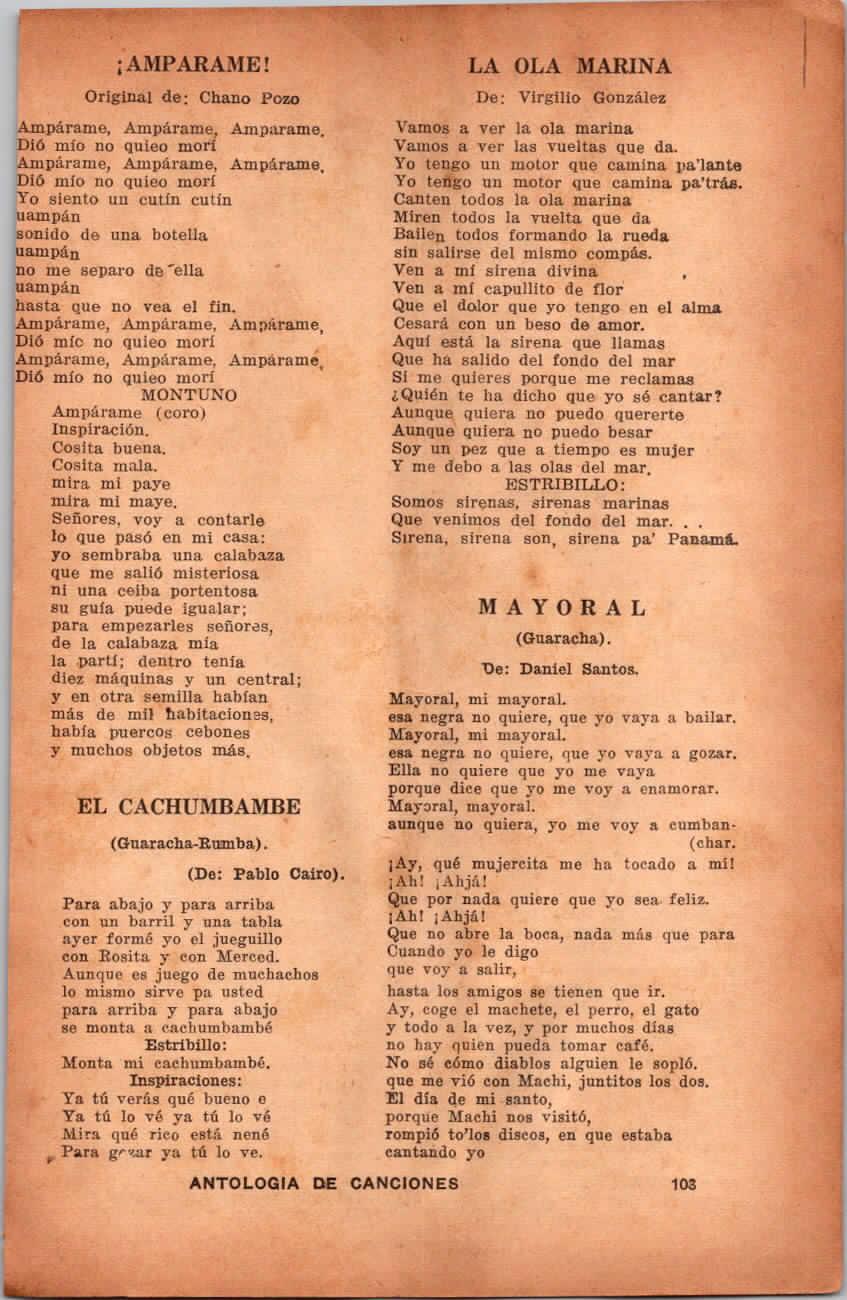 ¡AMPARAME!
Original de: Chano Pozo
Ampárame, Ampárame, Amparame,
Dió mío no quieo morí
Ampárame, Ampárame, Ampárame,
Dió mío no quieo morí
Yo siento un cutín cutín
uampán
sonido de una botella
uampán
no me separo de ella
uampán
hasta que no vea el fin.
Ampárame, Ampárame, Ampárame,
Dió mío no quieo morí
Ampárame, Ampárame, Ampárame,
Dió mío no quieo morí
MONTUNO
Ampárame (coro)
Inspiración.
Cosita buena.
Cosita mala.
mira mi paye
mira mi maye.
Señores, voy a contarle
lo que pasó en mi casa:
yo sembraba una calabaza
que me salió misteriosa
ni una ceiba portentosa
su guía puede igualar;
para empezarles señores,
de la calabaza mía
la partí; dentro tenía
diez máquinas y un central;
y en otra semilla habían
más de mil habitaciones,
había puercos cebones
y muchos objetos más.
EL CACHUMBAMBE
(Guaracha-Rumba).
(De: Pablo Cairo).
Para abajo y para arriba
con un barril y una tabla
ayer formé yo el jueguillo
con Rosita y con Merced.
Aunque es juego de muchachos
lo mismo sirve pa usted
para arriba y para abajo
se monta a cachumbambé
Estribillo:
Monta mi cachumbambé.
Inspiraciones:
Ya tú verás qué bueno e
Ya tú lo vé ya tú lo vé
Mira qué rico está nené
Para gozar ya tú lo ve.
LA OLA MARINA
De: Virgilio González
Vamos a ver la ola marina
Vamos a ver las vueltas que da.
Yo tengo un motor que camina pa'lante
Yo tengo un motor que camina pa'trás.
Canten todos la ola marina
Miren todos la vuelta que da
Bailen todos formando la rueda
sin salirse del mismo compás.
Ven a mí sirena divina
Ven a mí capullito de flor
Que el dolor que yo tengo en el alma
Cesará con un beso de amor.
Aquí está la sirena que llamas
Que ha salido del fondo del mar
Si me quieres porque me reclamas
¿Quién te ha dicho que yo sé cantar?
Aunque quiera no puedo quererte
Aunque quiera no puedo besar
Soy un pez que a tiempo es mujer
Y me debo a las olas del mar.
ESTRIBILLO:
Somos sirenas, sirenas marinas
Que venimos del fondo del mar. . .
Sirena, sirena son, sirena pa' Panamá.
MAYORAL
(Guaracha).
De: Daniel Santos.
Mayoral, mi mayoral.
esa negra no quiere, que yo vaya a bailar.
Mayoral, mi mayoral.
esa negra no quiere, que yo vaya a gozar.
Ella no quiere que yo me vaya
porque dice que yo me voy a enamorar.
Mayoral, mayoral.
aunque no quiera, yo me voy a cumban-
(char.
¡Ay, qué mujercita me ha tocado a mí!
¡Ah! ¡Ahjá!
Que por nada quiere que yo sea feliz.
¡Ah! ¡Ahjá!
Que no abre la boca, nada más que para
Cuando yo le digo
que voy a salir,
hasta los amigos se tienen que ir.
Ay, coge el machete, el perro, el gato
y todo a la vez, y por muchos días
no hay quien pueda tomar café.
No sé cómo diablos alguien le sopló.
que me vió con Machi, juntitos los dos.
El día de mi santo,
porque Machi nos visitó,
rompió to'los discos, en que estaba
cantando yo
ANTOLOGIA DE CANCIONES 103